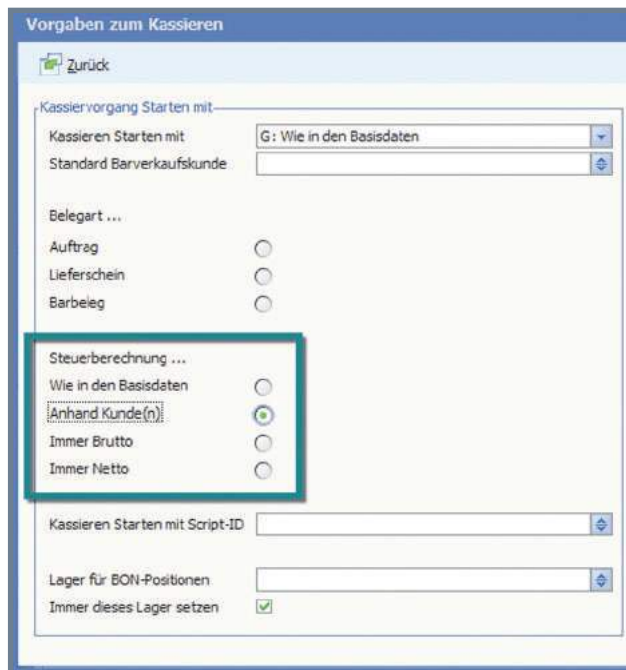 Vorgaben zum Kassieren
Zurück
Kassiervorgang Starten mit
Kassieren Starten mit
G: Wie in den Basisdaten
Standard Barverkaufskunde
Belegart ...
Auftrag
Lieferschein
Barbeleg
Steuerberechnung ...
Wie in den Basisdaten
Anhand Kunde(n)
Immer Brutto
Immer Netto
Kassieren Starten mit Script-ID
Lager für BON-Positionen
Immer dieses Lager setzen